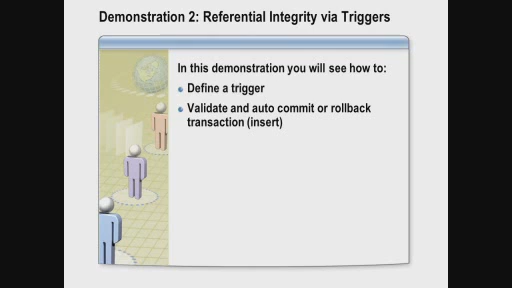 Demonstration 2: Referential Integrity via Triggers
In this demonstration you will see how to:
Define a trigger
Validate and auto commit or rollback
transaction (insert)